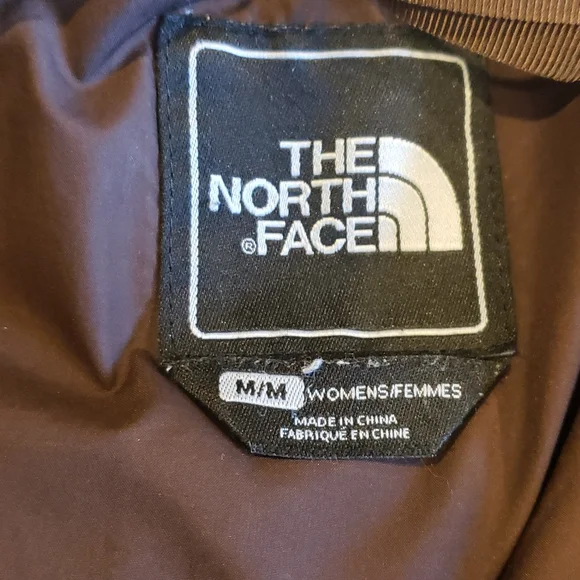 THE
NORTH
®FACE
M/M WOMENS/FEMMES
MADE IN CHINA
FABRIQUÉ EN CHINE